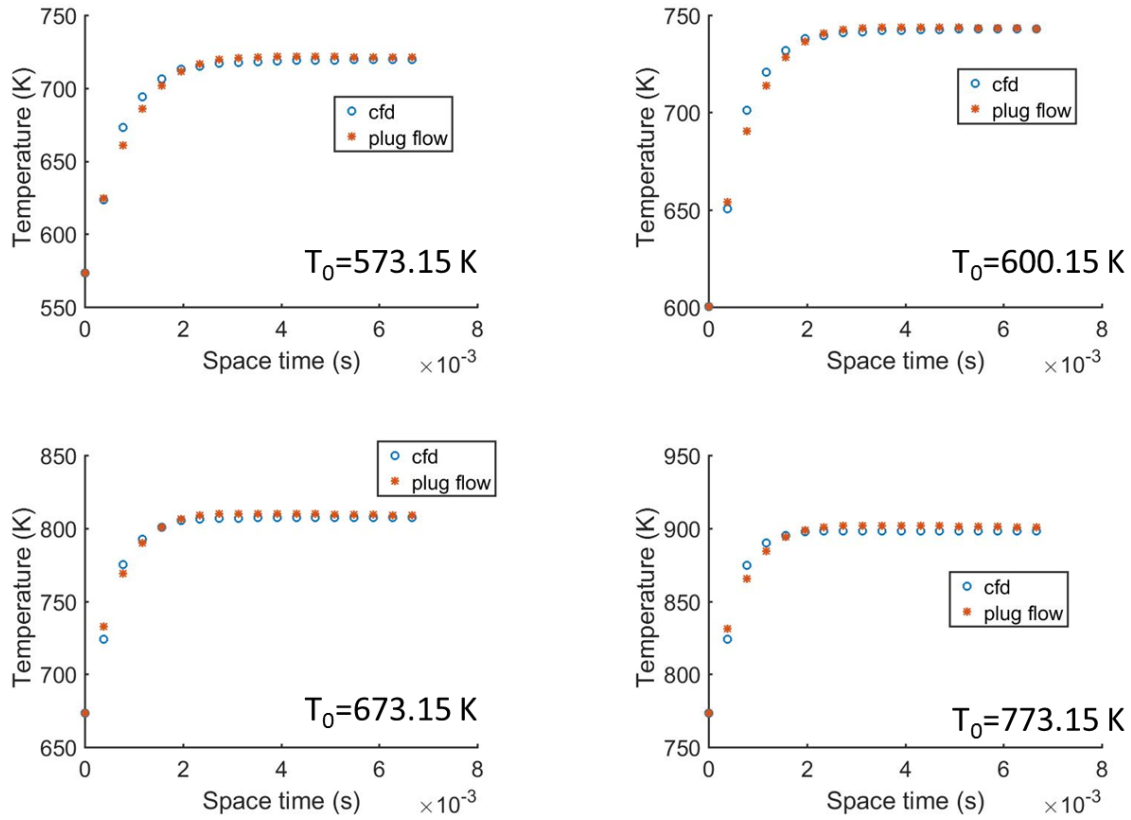 750
700
650
600
550
Temperature (K)
cfd
plug flow
T0=573.15 K
0 2 4 6 8
Space time (s)
×10-3
750
700
650
600
Temperature (K)
cfd
plug flow
T0=600.15 K
0 2 4 6 8
Space time (s)
×10-3
850
800
750
700
650
Temperature (K)
cfd
plug flow
T0=673.15 K
0 2 4 6 8
Space time (s)
×10-3
950
900
850
800
750
Temperature (K)
cfd
plug flow
T0=773.15 K
0 2 4 6 8
Space time (s)
×10-3